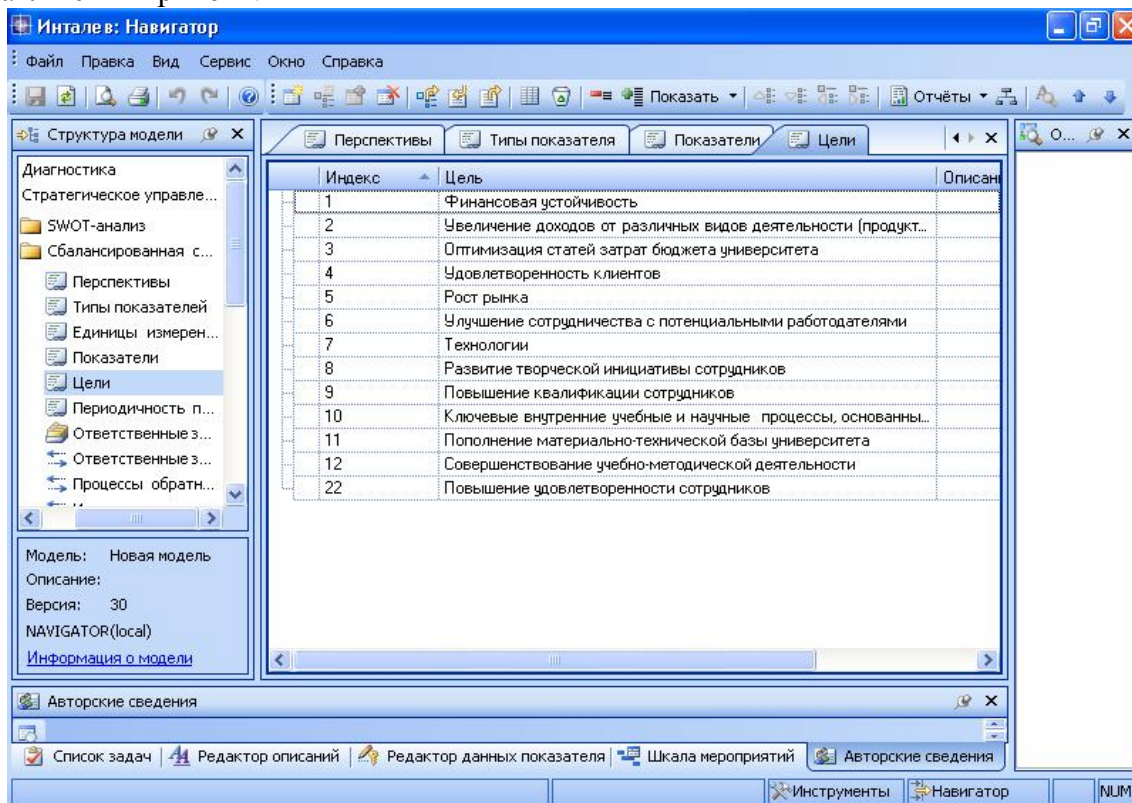 Инталев: Навигатор
Файл Правка Вид Сервис Окно Справка
Показать Отчёты
Структура модели
Перспективы Типы показателя Показатели Цели
О...
Диагностика
Стратегическое управле...
SWOT-анализ
Сбалансированная с...
Перспективы
Типы показателей
Единицы измерен...
Показатели
Цели
Периодичность п...
Ответственные з...
Ответственные з...
Процессы обратн...
Индекс Цель Описан
1 Финансовая устойчивость
2 Увеличение доходов от различных видов деятельности (продукт...
3 Оптимизация статей затрат бюджета университета
4 Удовлетворенность клиентов
5 Рост рынка
6 Улучшение сотрудничества с потенциальными работодателями
7 Технологии
8 Развитие творческой инициативы сотрудников
9 Повышение квалификации сотрудников
10 Ключевые внутренние учебные и научные процессы, основанны...
11 Пополнение материально-технической базы университета
12 Совершенствование учебно-методической деятельности
22 Повышение удовлетворенности сотрудников
Модель: Новая модель
Описание:
Версия: 30
NAVIGATOR(local)
Информация о модели
Авторские сведения
Список задач Редактор описаний Редактор данных показателя Шкала мероприятий Авторские сведения
Инструменты Навигатор NUM